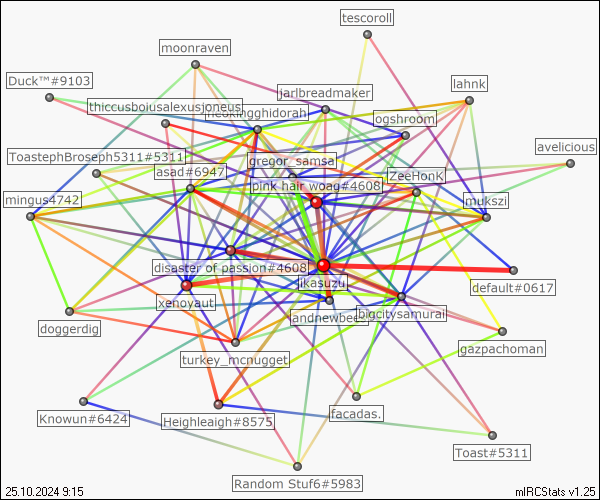 tescoroll
moonraven
Duck™#9103
lahnk
jarlbreadmaker
thiccusboiusalexusjoneus
neokingghidorah
ogshroom
avelicious
ToastephBroseph5311#5311
gregor_samsa
asad#6947
ZeeHonk
pink hair woag#4608
mingus4742
mukszi
disaster of passion#4608
jikasuzu
default#0617
xenoyaut
andnewbee
bigcitysamurai
doggerdig
gazpachoman
turkey_mcnugget
facadas.
Knowun#6424
Heighleaigh#8575
Toast#5311
Random Stuf6#5983
25.10.2024 9:15
mIRCStats v1.25